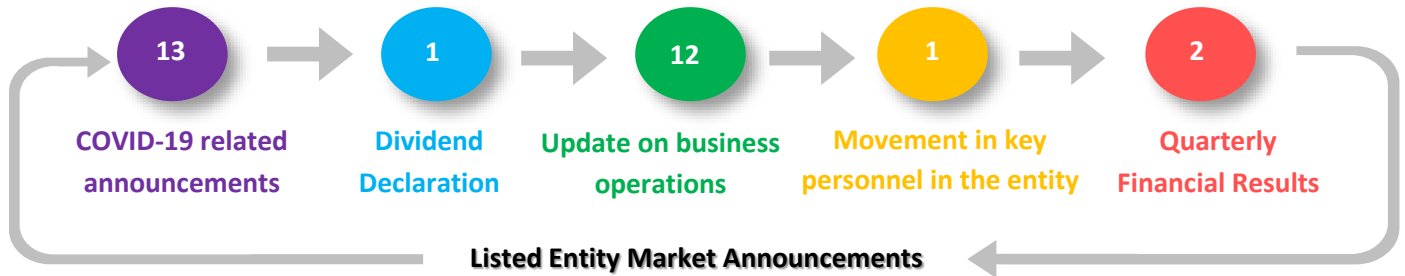 13
COVID-19 related
announcements
1
Dividend
Declaration
12
Update on business
operations
1
Movement in key
personnel in the entity
2
Quarterly
Financial Results
Listed Entity Market Announcements